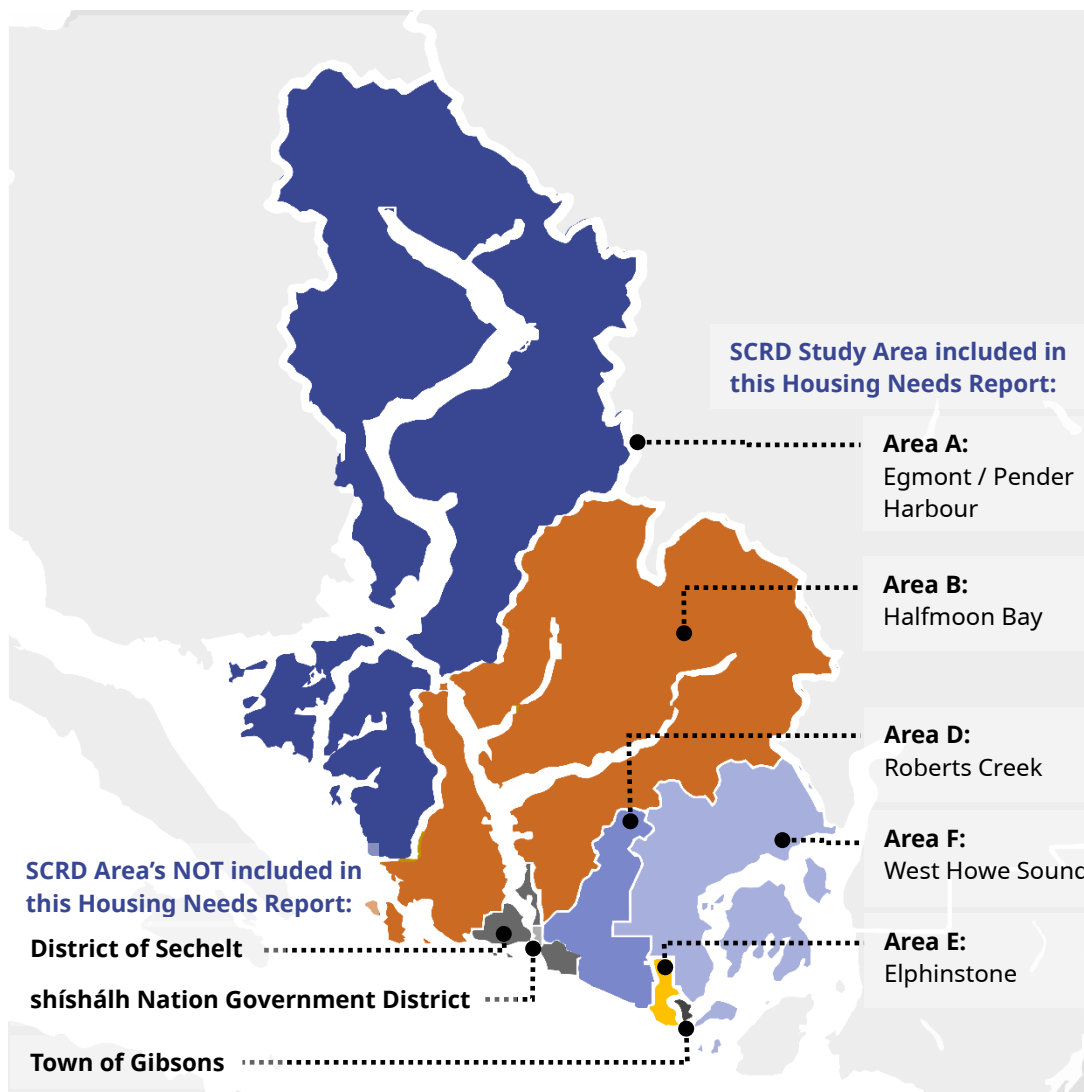 SCRD Study Area included in
this Housing Needs Report:
Area A:
Egmont / Pender
Harbour
Area B:
Halfmoon Bay
Area D:
Roberts Creek
Area F:
West Howe Sound
Area E:
Elphinstone
SCRD Area’s NOT included in
this Housing Needs Report:
District of Sechelt
shíshálh Nation Government District
Town of Gibsons